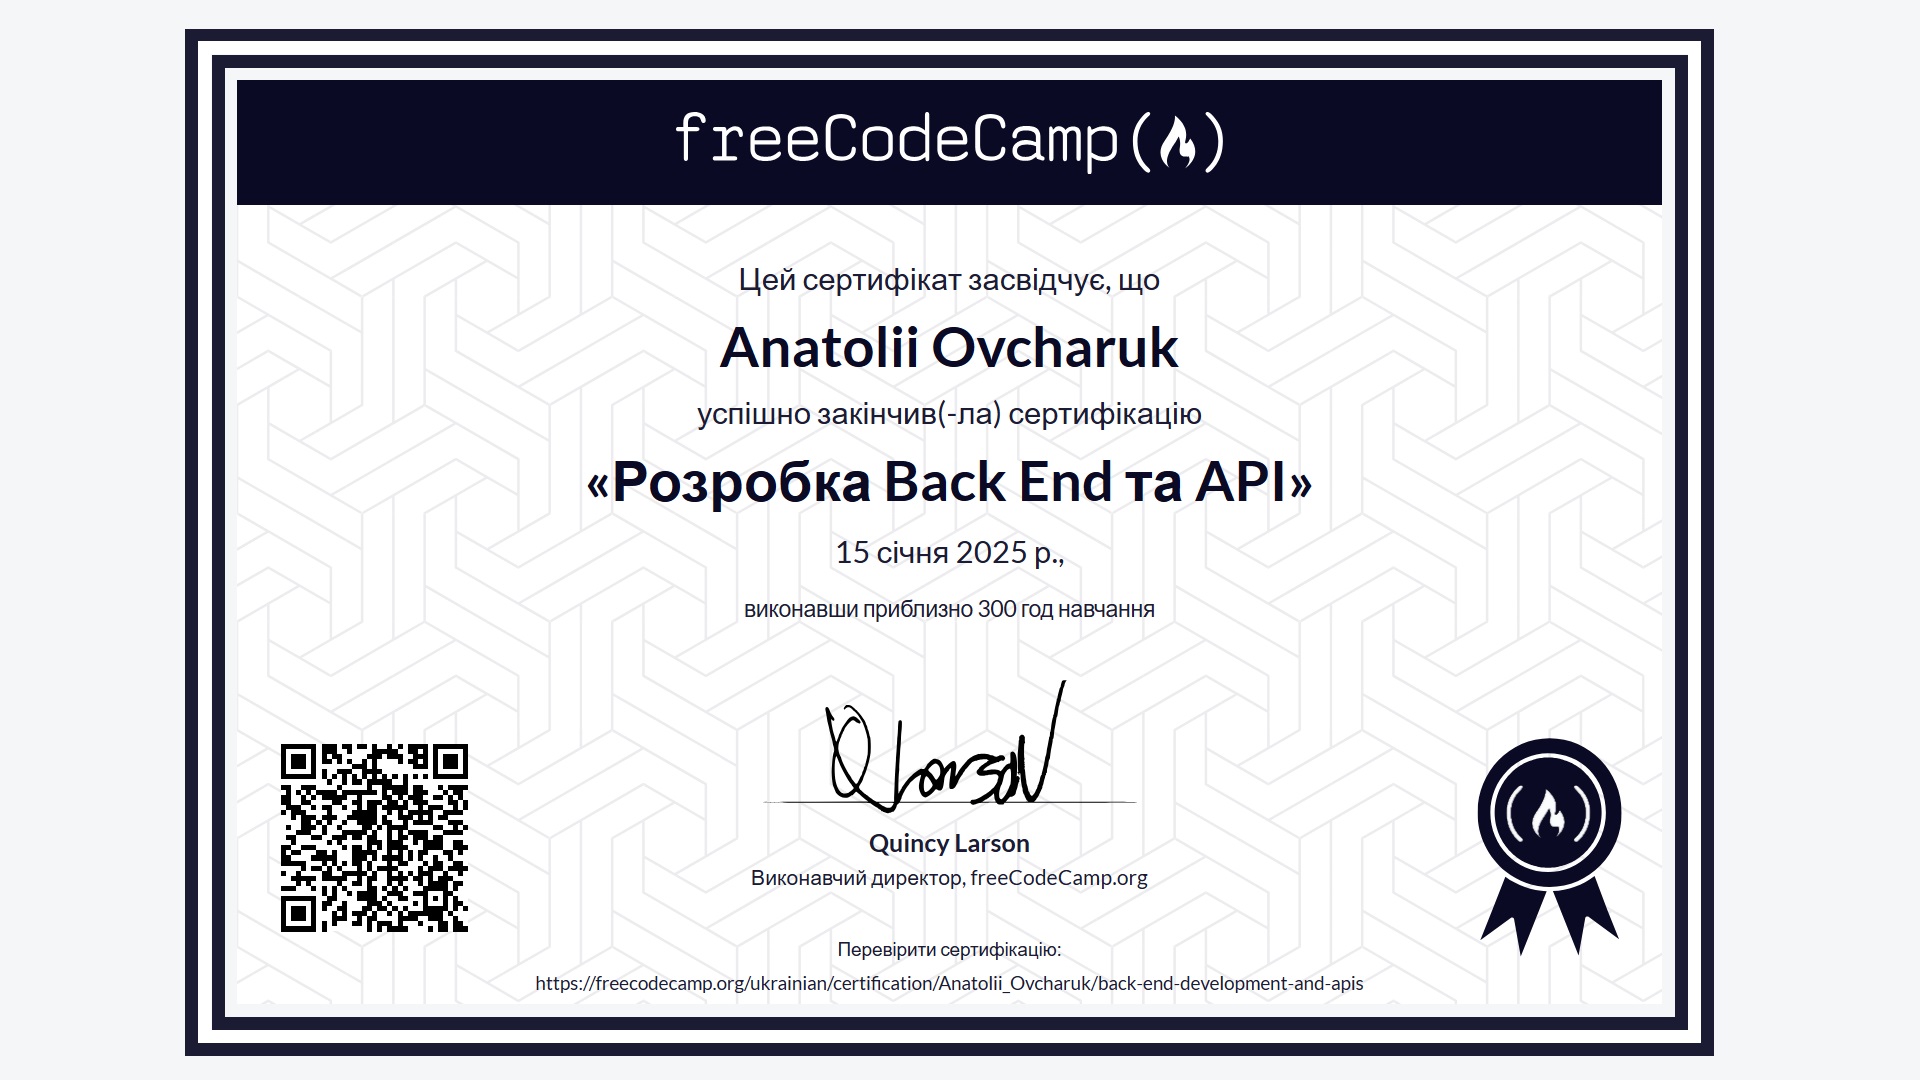 freeCodeCamp
Цей сертифікат засвідчує, що
Anatolii Ovcharuk
успішно закінчив(-ла) сертифікацію
«Розробка Back End та API»
15 січня 2025 р.,
виконавши приблизно 300 год навчання
Quincy Larson
Виконавчий директор, freeCodeCamp.org
Перевірити сертифікацію:
https://freecodecamp.org/ukrainian/certification/Anatolii_Ovcharuk/back-end-development-and-apis